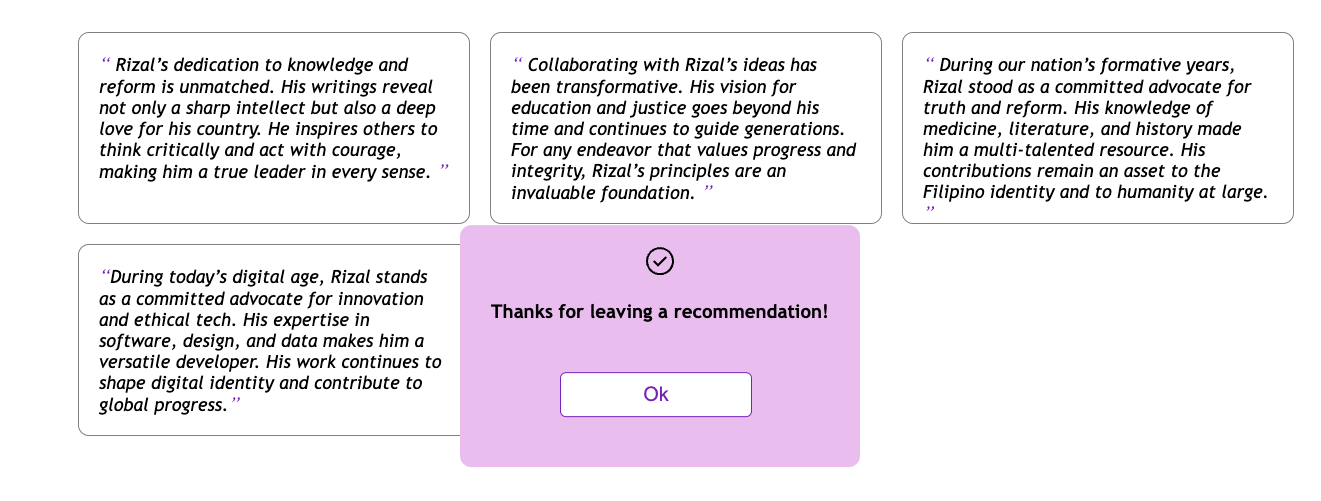 “ Rizal’s dedication to knowledge and
reform is unmatched. His writings reveal
not only a sharp intellect but also a deep
love for his country. He inspires others to
think critically and act with courage,
making him a true leader in every sense. ”
“ Collaborating with Rizal’s ideas has
been transformative. His vision for
education and justice goes beyond his
time and continues to guide generations.
For any endeavor that values progress and
integrity, Rizal’s principles are an
invaluable foundation. ”
“ During our nation’s formative years,
Rizal stood as a committed advocate for
truth and reform. His knowledge of
medicine, literature, and history made
him a multi-talented resource. His
contributions remain an asset to the
Filipino identity and to humanity at large.
”
“During today’s digital age, Rizal stands
as a committed advocate for innovation
and ethical tech. His expertise in
software, design, and data makes him a
versatile developer. His work continues to
shape digital identity and contribute to
global progress. ”
Thanks for leaving a recommendation!
Ok